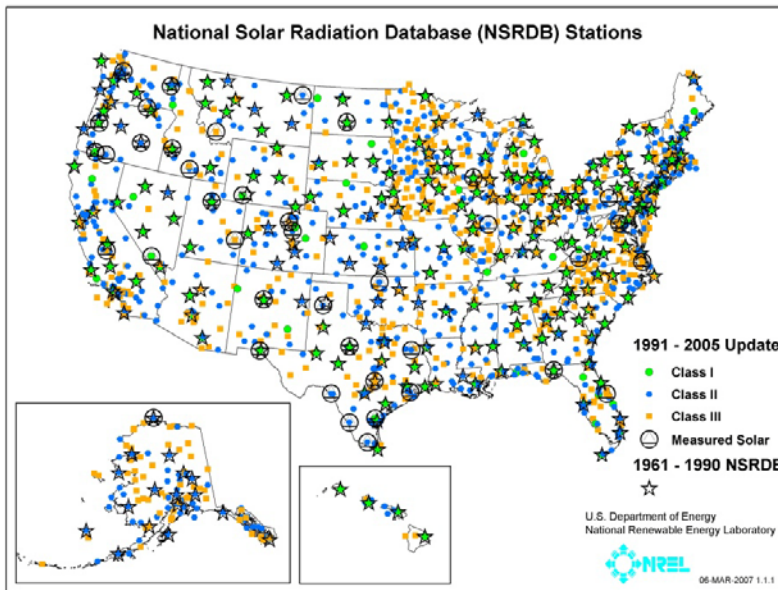 National Solar Radiation Database (NSRDB) Stations
1991 - 2005 Update
Class I
Class II
Class III
Measured Solar
1961 - 1990 NSRDB
U.S. Department of Energy
National Renewable Energy Laboratory
NREL
06-MAR-2007 1.1.1